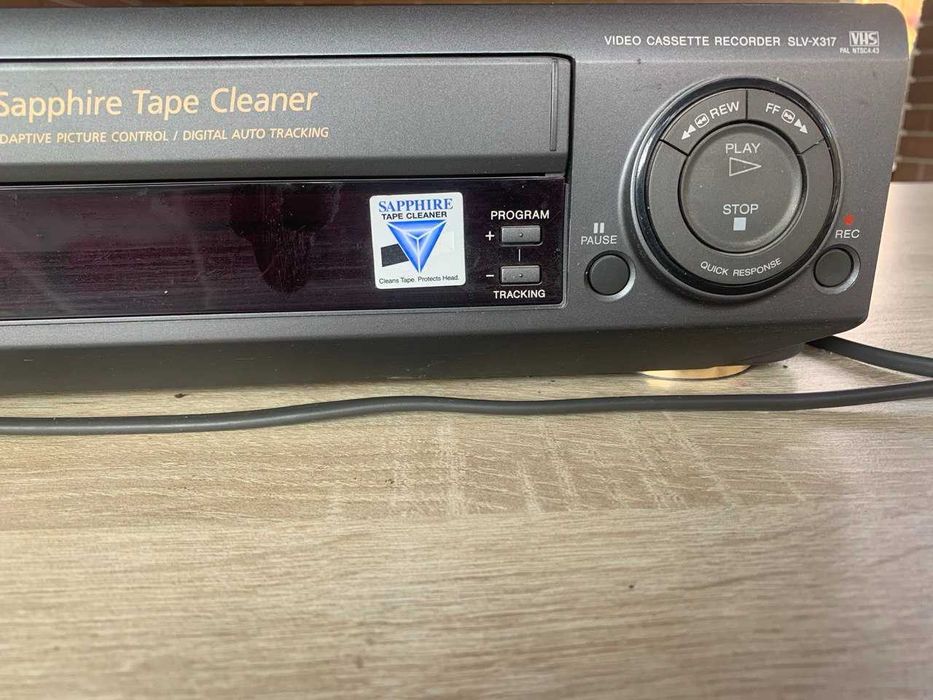 VIDEO CASSETTE RECORDER SLV-X317 VHS
PAL NTSC4.43
Sapphire Tape Cleaner
DAPTIVE PICTURE CONTROL / DIGITAL AUTO TRACKING
SAPPHIRE
TAPE CLEANER
Cleans Tape. Protects Head.
PROGRAM
+
-
TRACKING
PAUSE
REW
FF
PLAY
STOP
QUICK RESPONSE
REC